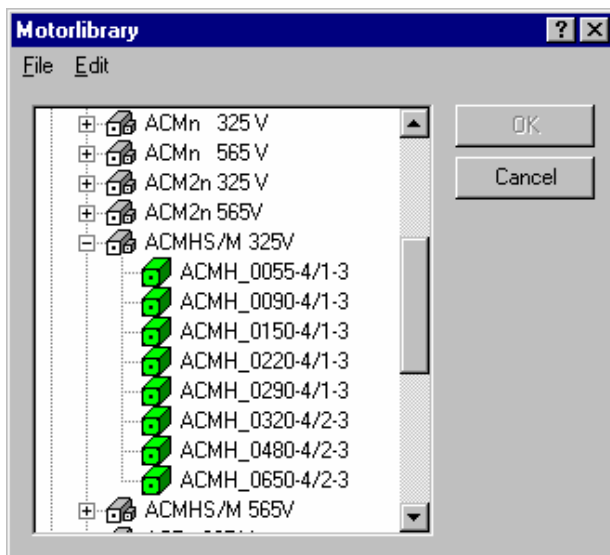 Motorlibrary
File Edit
ACMn 325 V
ACMn 565 V
ACM2n 325 V
ACM2n 565V
ACMHS/M 325V
ACMH_0055-4/1-3
ACMH_0090-4/1-3
ACMH_0150-4/1-3
ACMH_0220-4/1-3
ACMH_0290-4/1-3
ACMH_0320-4/2-3
ACMH_0480-4/2-3
ACMH_0650-4/2-3
ACMHS/M 565V
OK
Cancel